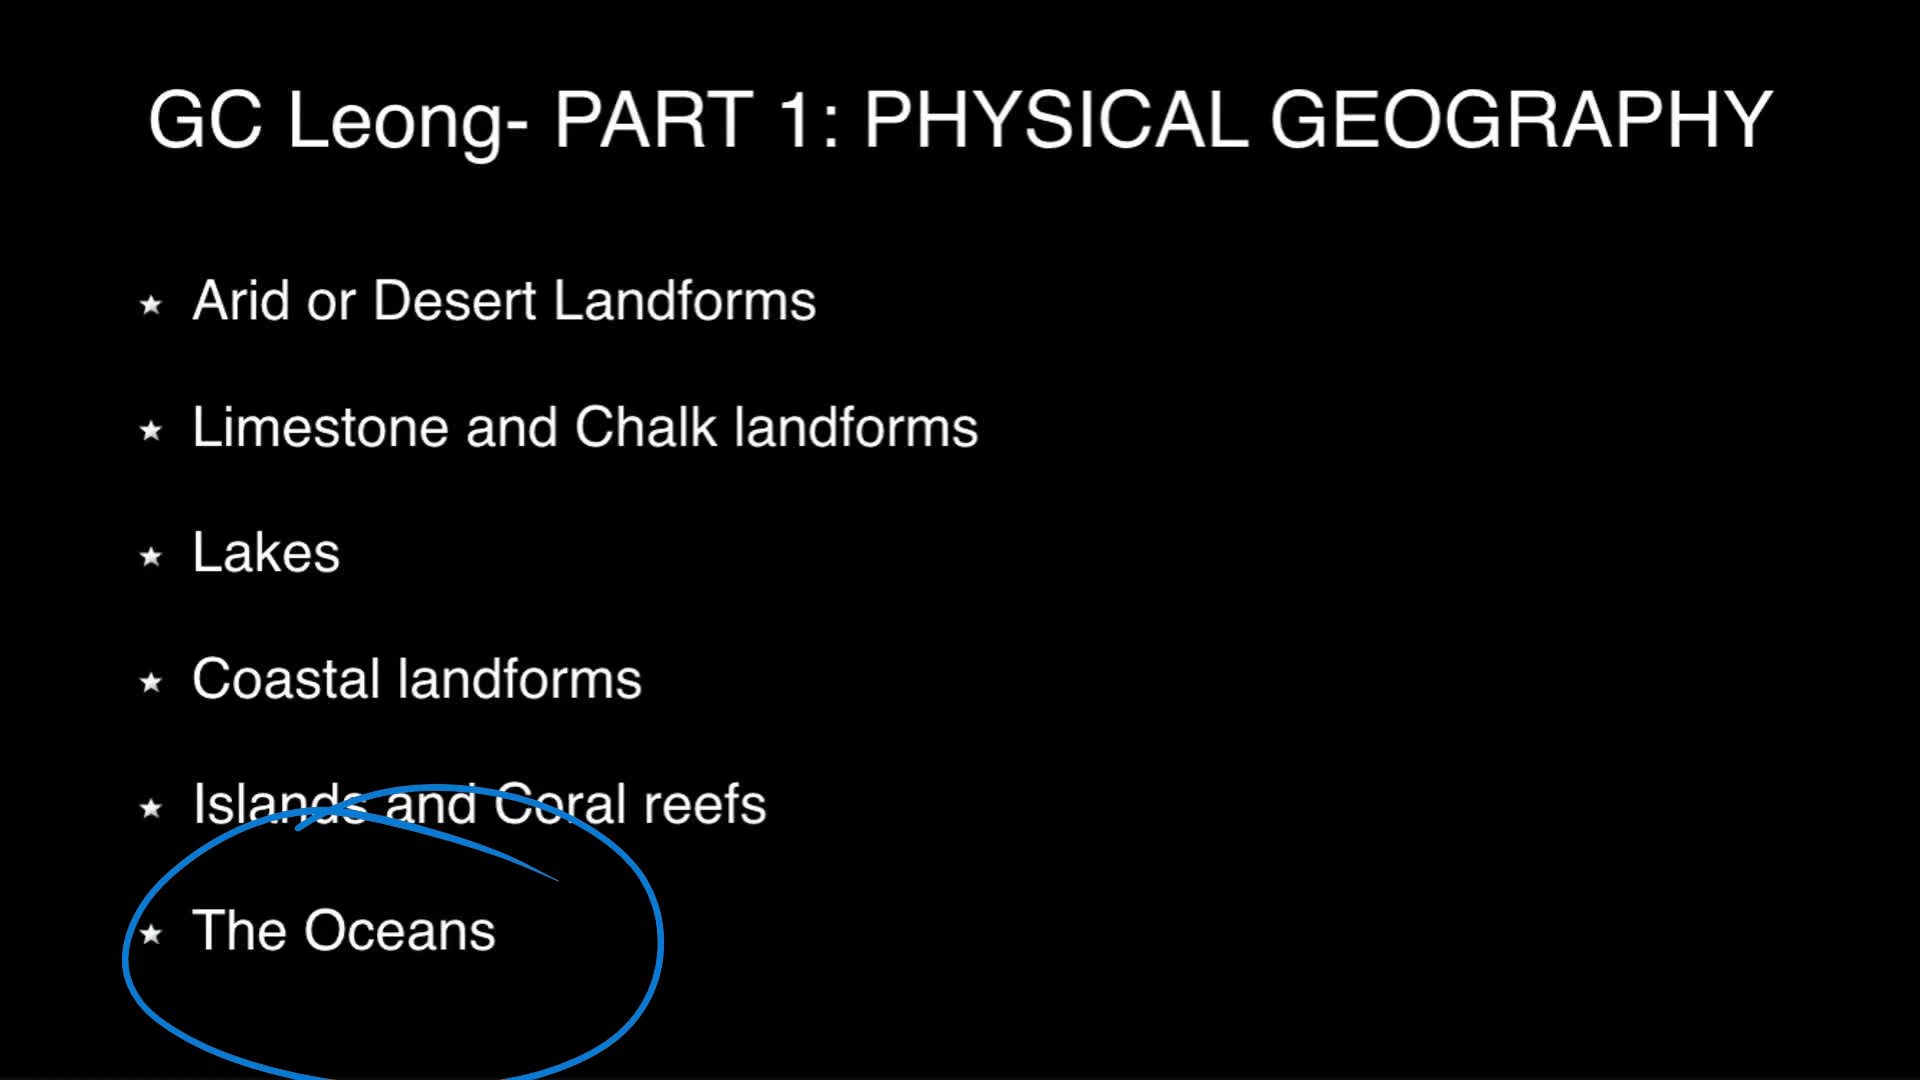 GC Leong- PART 1: PHYSICAL GEOGRAPHY
Arid or Desert Landforms
Limestone and Chalk landforms
Lakes
Coastal landforms
Islands and Coral reefs
The Oceans